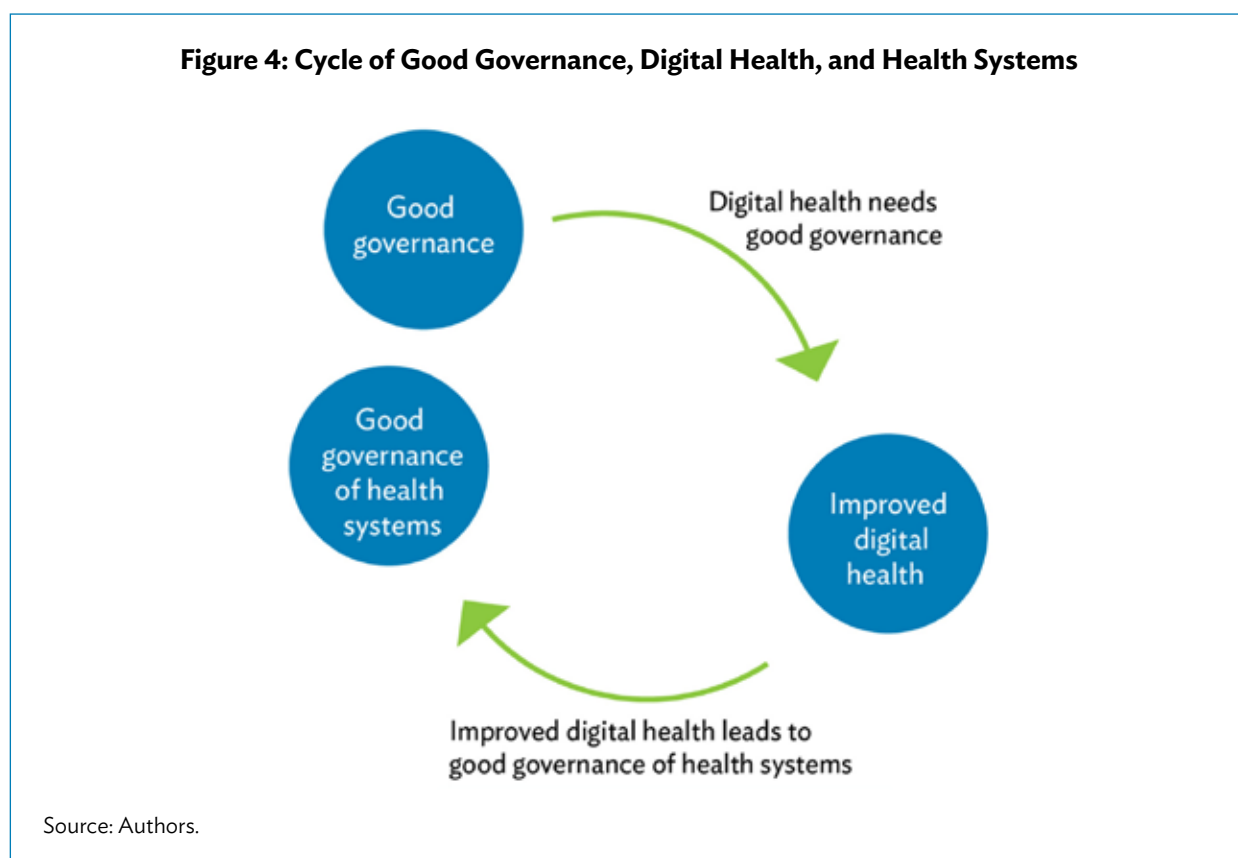 Figure 4: Cycle of Good Governance, Digital Health, and Health Systems
Good
governance
Digital health needs
good governance
Good
governance
of health
systems
Improved
digital
health
Improved digital health leads to
good governance of health systems
Source: Authors.